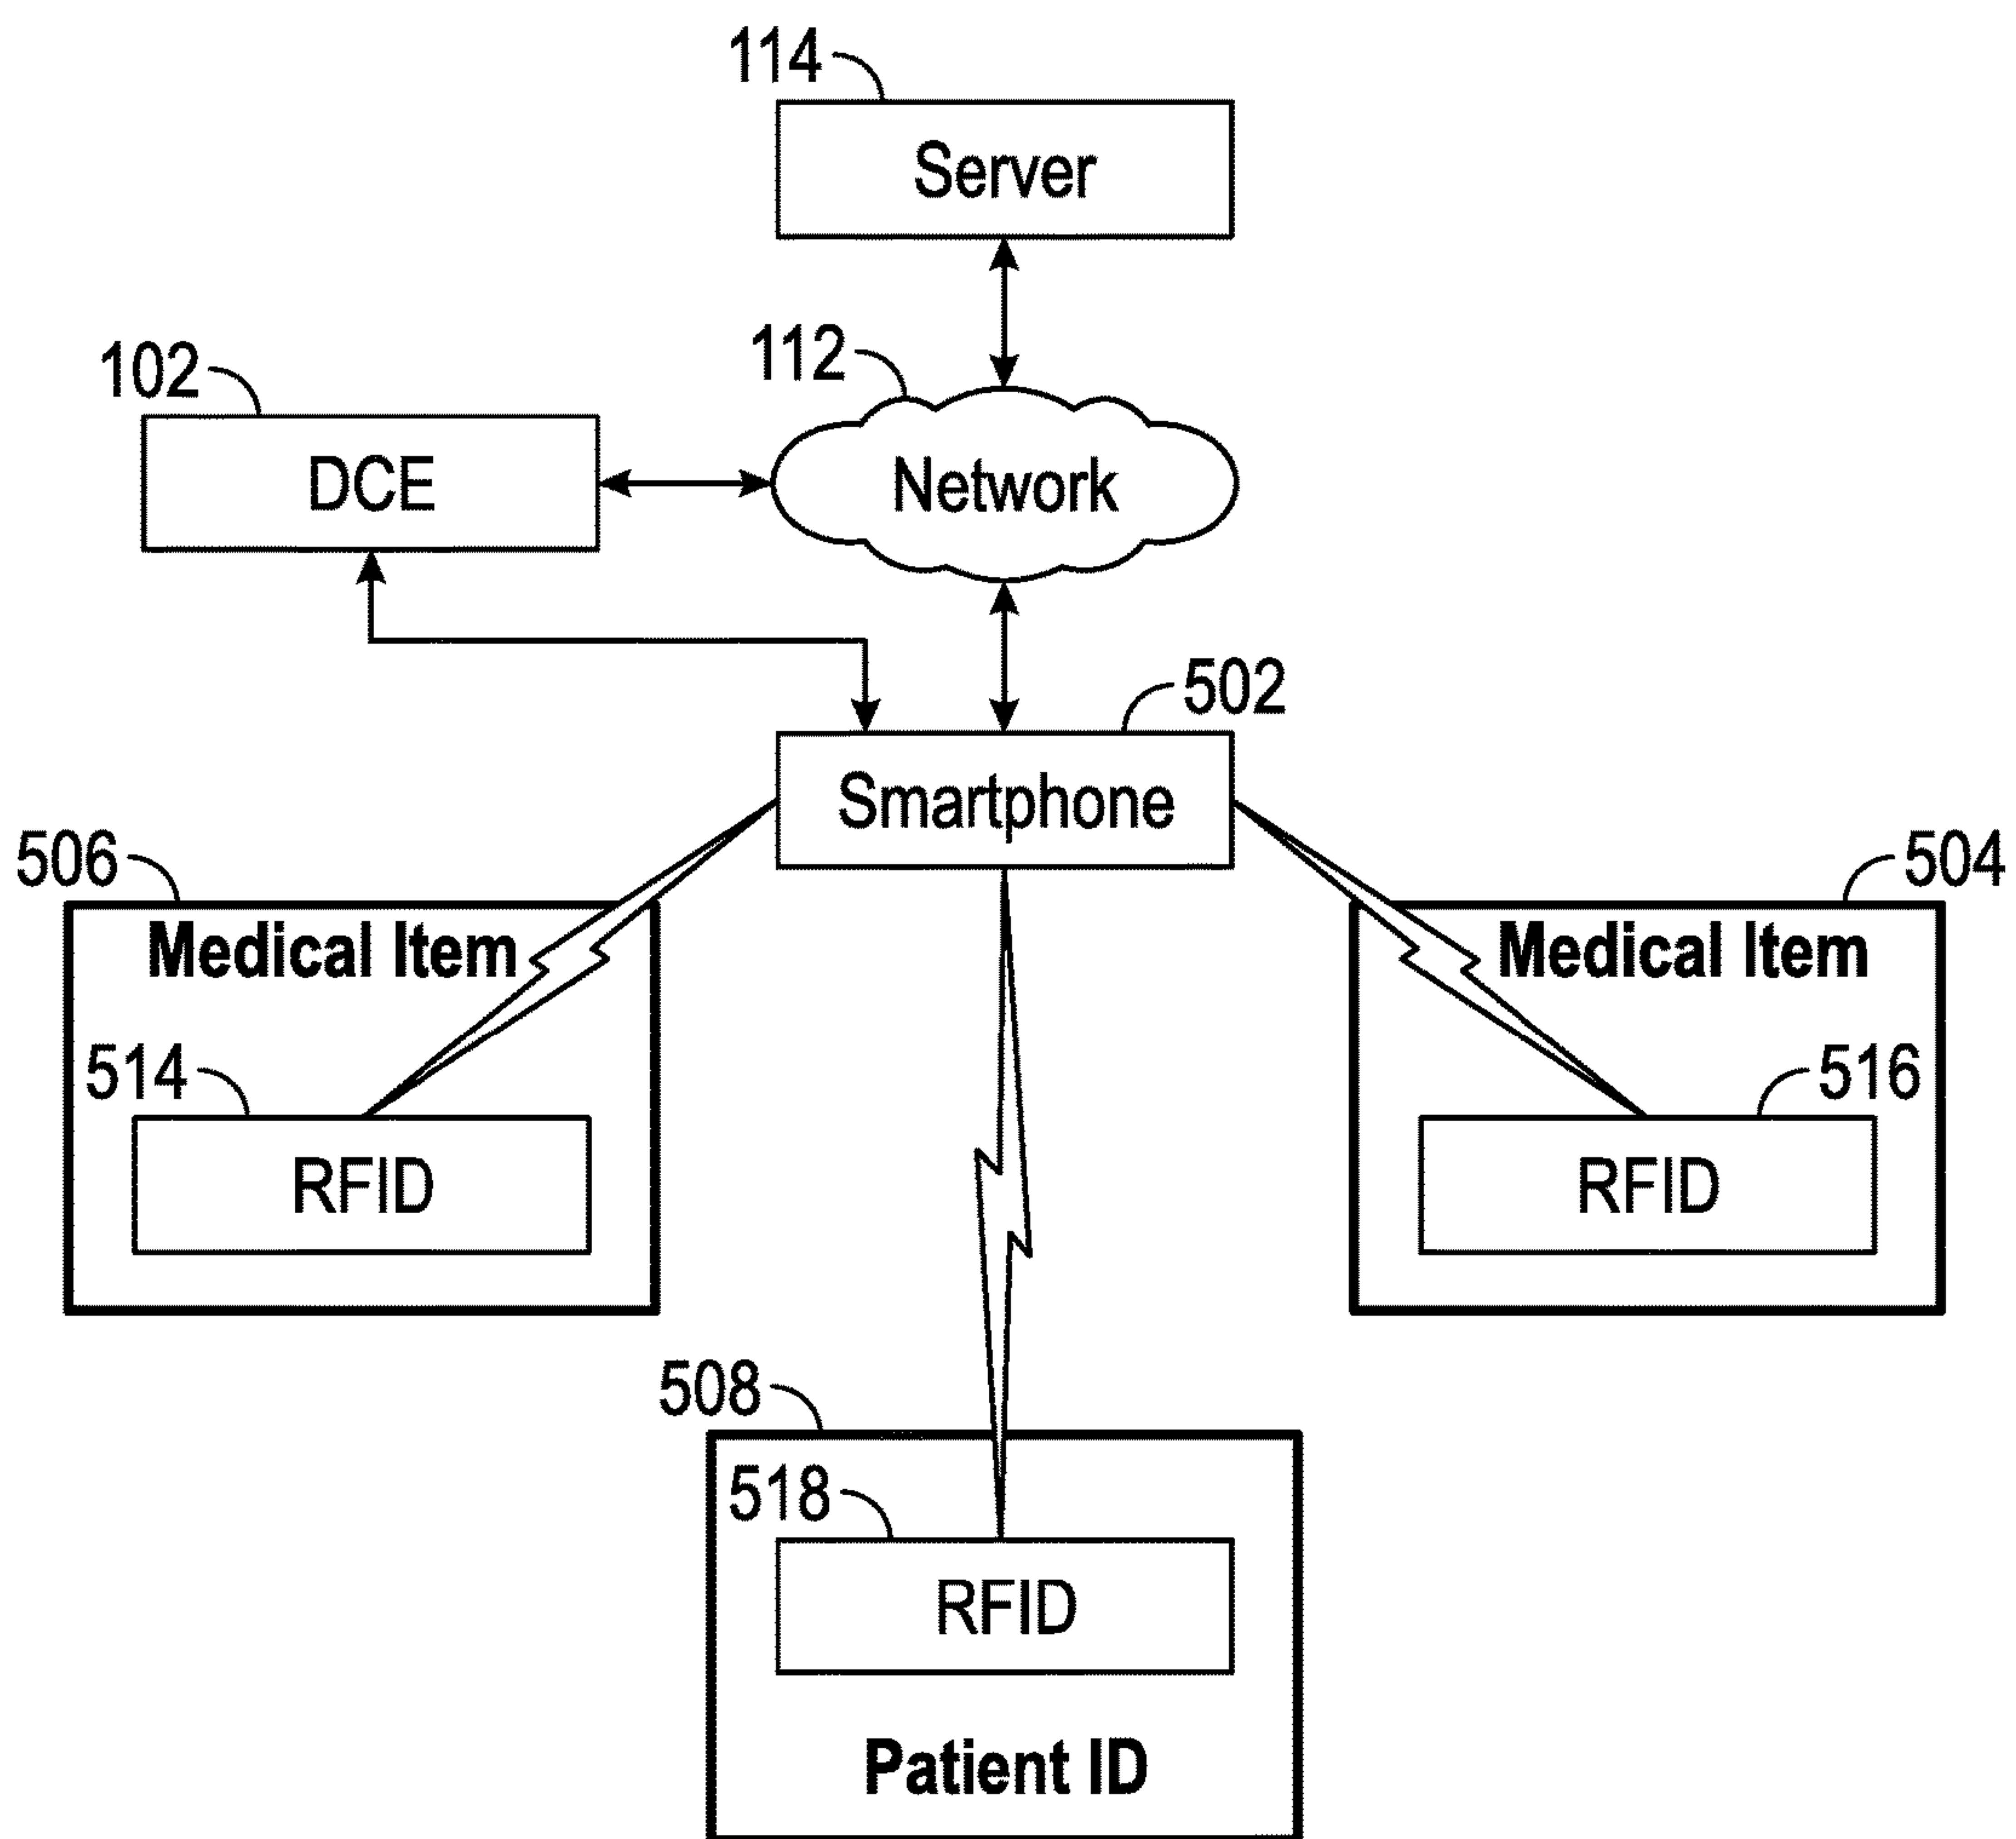 114
Server
112
102
Network
DCE
502
Smartphone
506
504
Medical Item
Medical Item
514
516
RFID
RFID
508
518
RFID
Patient ID